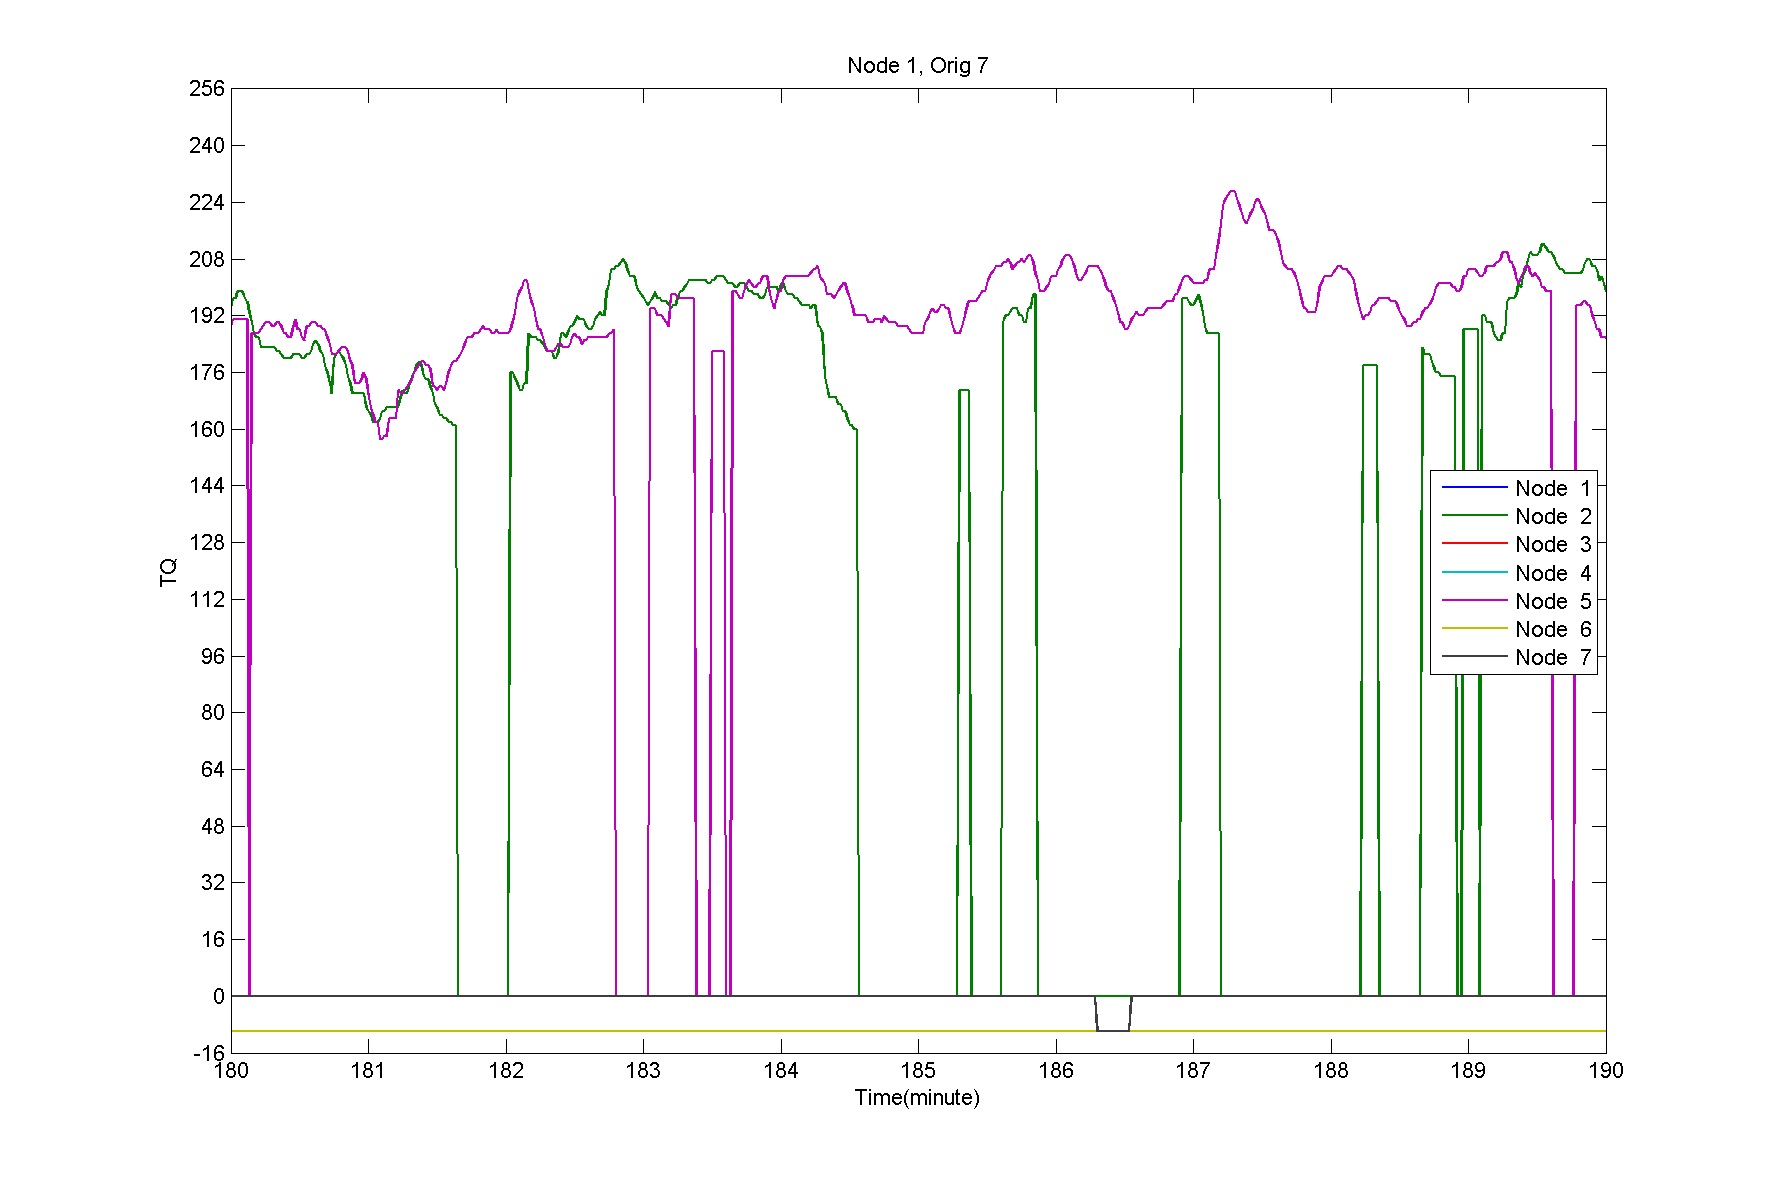 Node 1, Orig 7
256
240
224
208
192
176
160
144
128
112
96
80
64
48
32
16
0
-16
TQ
Node 1
Node 2
Node 3
Node 4
Node 5
Node 6
Node 7
180 181 182 183 184 185 186 187 188 189 190
Time(minute)